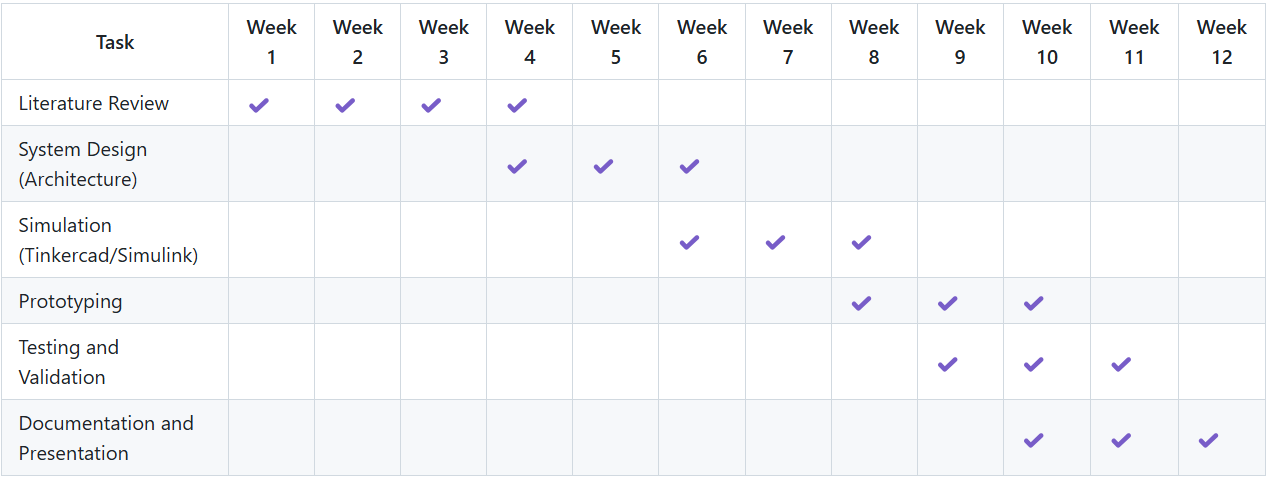 Task Week 1 Week 2 Week 3 Week 4 Week 5 Week 6 Week 7 Week 8 Week 9 Week 10 Week 11 Week 12
Literature Review ✔ ✔ ✔ ✔
System Design
(Architecture) ✔ ✔ ✔
Simulation
(Tinkercad/Simulink) ✔ ✔ ✔
Prototyping ✔ ✔ ✔
Testing and
Validation ✔ ✔ ✔
Documentation and
Presentation ✔ ✔ ✔